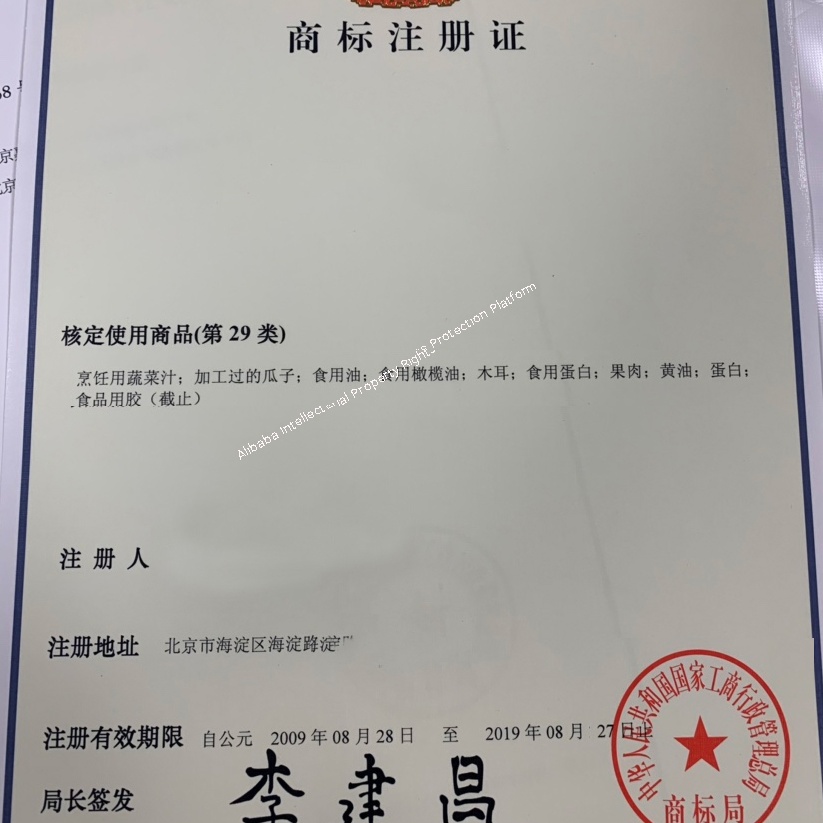 商标注册证
核定使用商品(第 29 类)
烹饪用蔬菜汁；加工过的瓜子；食用油；食用橄榄油；木耳；食用蛋白；果肉；黄油；蛋白；
食品用胶（截止）
Alibaba Intellectual Property Right Protection Platform
注册人
注册地址 北京市海淀区海淀路淀
注册有效期限 自公元 2009 年 08 月 28 日 至 2019 年 08 月 27 日止
局长签发 李建昌
中华人民共和国国家工商行政管理总局
商标局